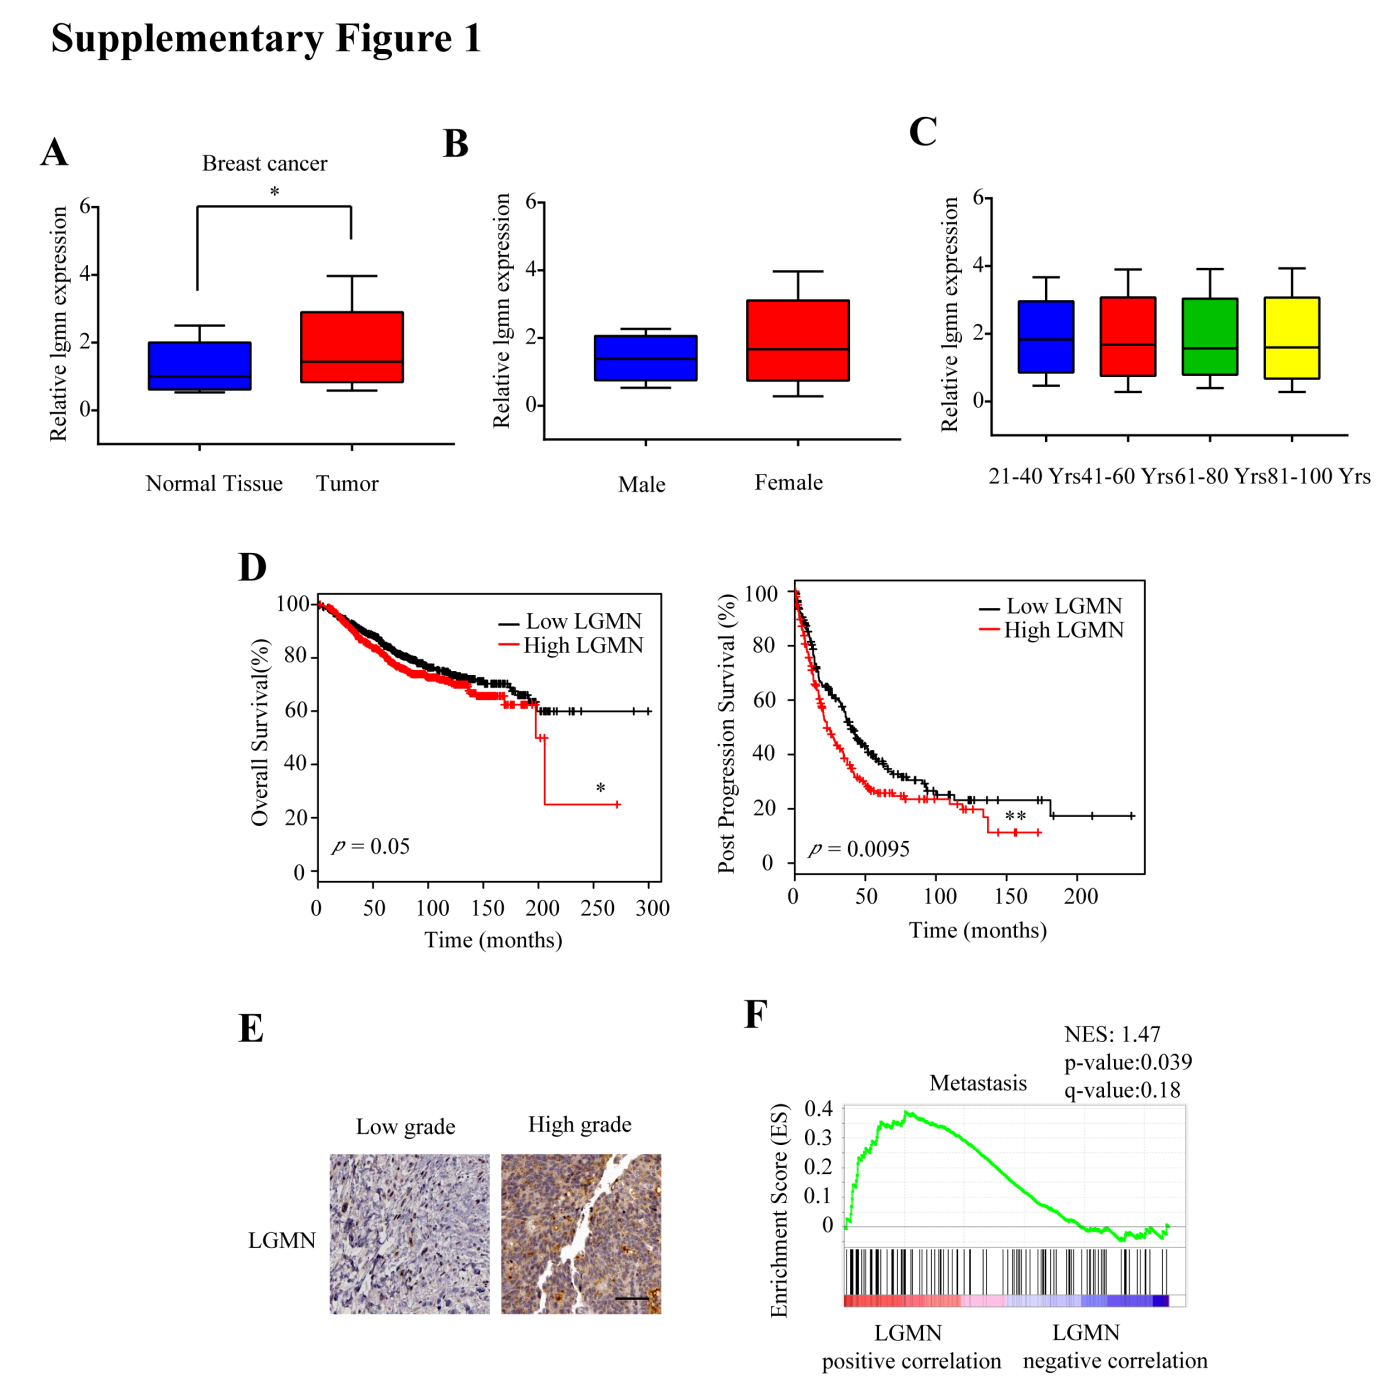 Supplementary Figure 1
A
Breast cancer
*
Relative lgmn expression
6
4
2
0
Normal Tissue
Tumor
B
Relative lgmn expression
6
4
2
0
Male
Female
C
Relative lgmn expression
6
4
2
0
21-40 Yrs41-60 Yrs61-80 Yrs81-100 Yrs
D
Overall Survival(%)
100
80
60
40
20
0
Low LGMN
High LGMN
*
p = 0.05
0 50 100 150 200 250 300
Time (months)
Post Progression Survival (%)
100
80
60
40
20
0
Low LGMN
High LGMN
**
p = 0.0095
0 50 100 150 200
Time (months)
E
Low grade
High grade
LGMN
F
NES: 1.47
p-value:0.039
q-value:0.18
Metastasis
Enrichment Score (ES)
0.4
0.3
0.2
0.1
0
LGMN
positive correlation
LGMN
negative correlation